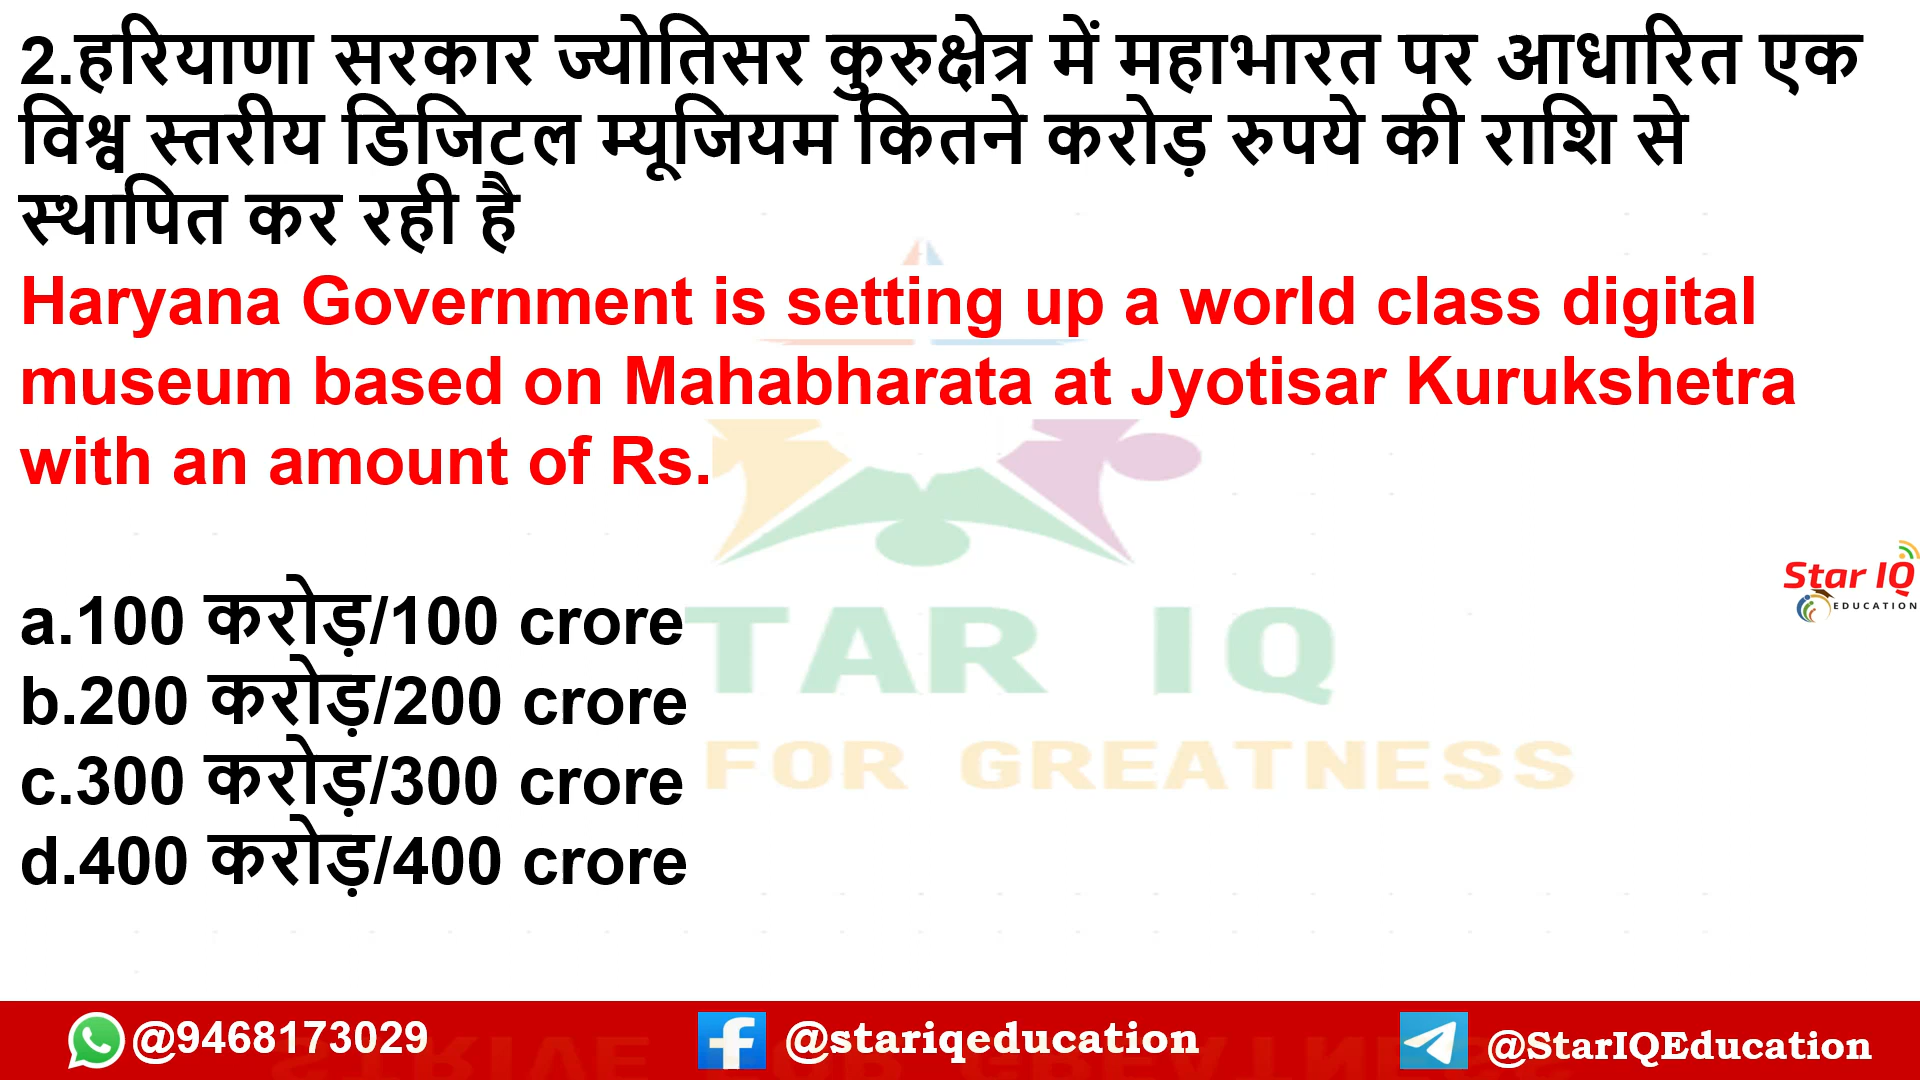 2.हरियाणा सरकार ज्योतिसर कुरुक्षेत्र में महाभारत पर आधारित एक
विश्व स्तरीय डिजिटल म्यूजियम कितने करोड़ रुपये की राशि से
स्थापित कर रही है
Haryana Government is setting up a world class digital
museum based on Mahabharata at Jyotisar Kurukshetra
with an amount of Rs.
a.100 करोड़/100 crore
b.200 करोड़/200 crore
c.300 करोड़/300 crore
d.400 करोड़/400 crore
TAR IQ
FOR GREATNESS
Star IQ
EDUCATION
@9468173029 @stariqeducation @StarIQEducation